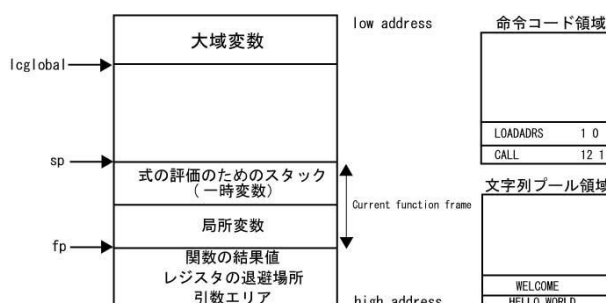 low address
大域変数
lcglobal
sp
式の評価のためのスタック
(一時変数)
Current function frame
局所変数
fp
関数の結果値
レジスタの退避場所
引数エリア
high address
命令コード領域
LOADADRS 1 0
CALL 12 1
文字列プール領域
WELCOME
HELLO WORLD